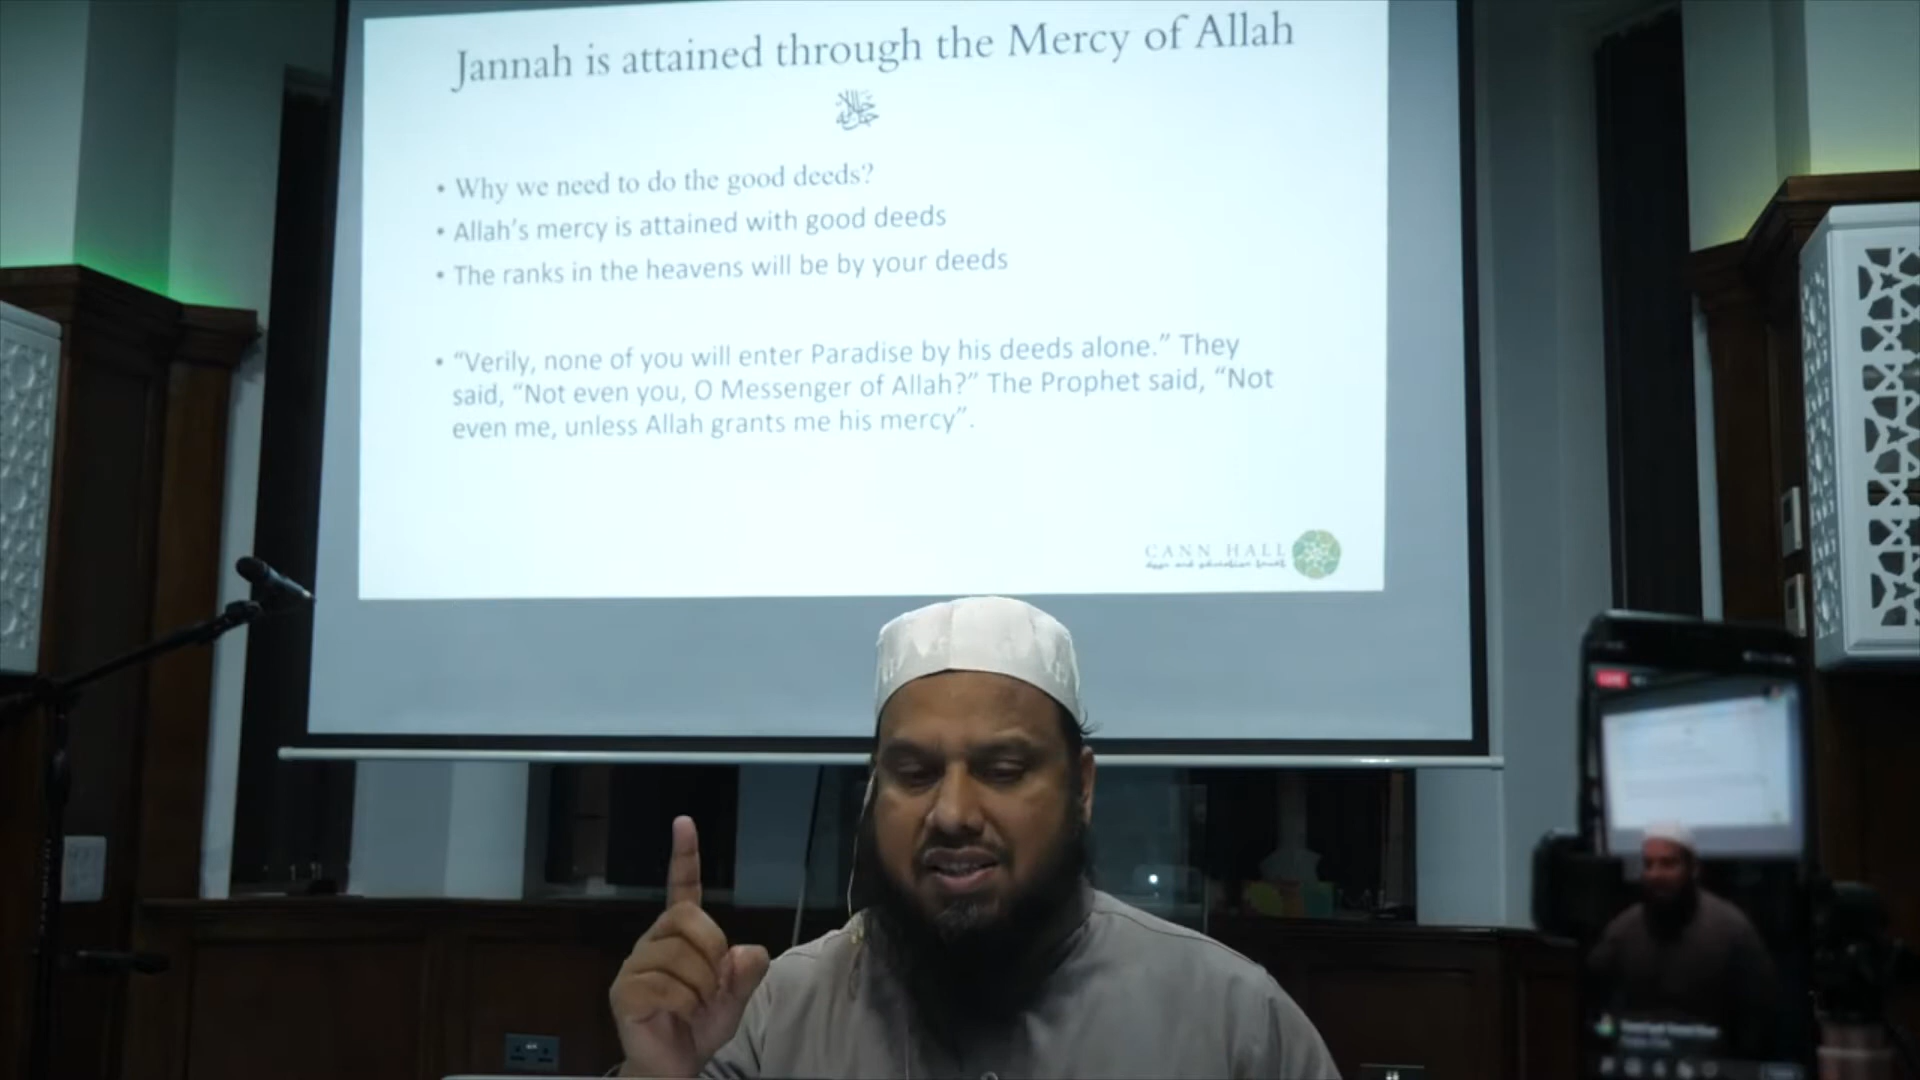 Jannah is attained through the Mercy of Allah
ﷻ
• Why we need to do the good deeds?
• Allah’s mercy is attained with good deeds
• The ranks in the heavens will be by your deeds
• “Verily, none of you will enter Paradise by his deeds alone.” They
said, “Not even you, O Messenger of Allah?” The Prophet said, “Not
even me, unless Allah grants me his mercy”.
CANN HALL